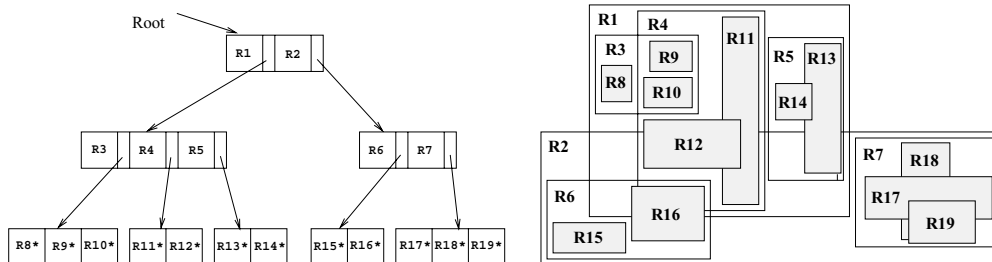 Root
R1 R2
R3 R4 R5
R6 R7
R8* R9* R10*
R11* R12*
R13* R14*
R15* R16*
R17* R18* R19*
R1
R4
R11
R3
R9
R5
R13
R8
R10
R14
R12
R2
R7
R18
R6
R17
R16
R19
R15